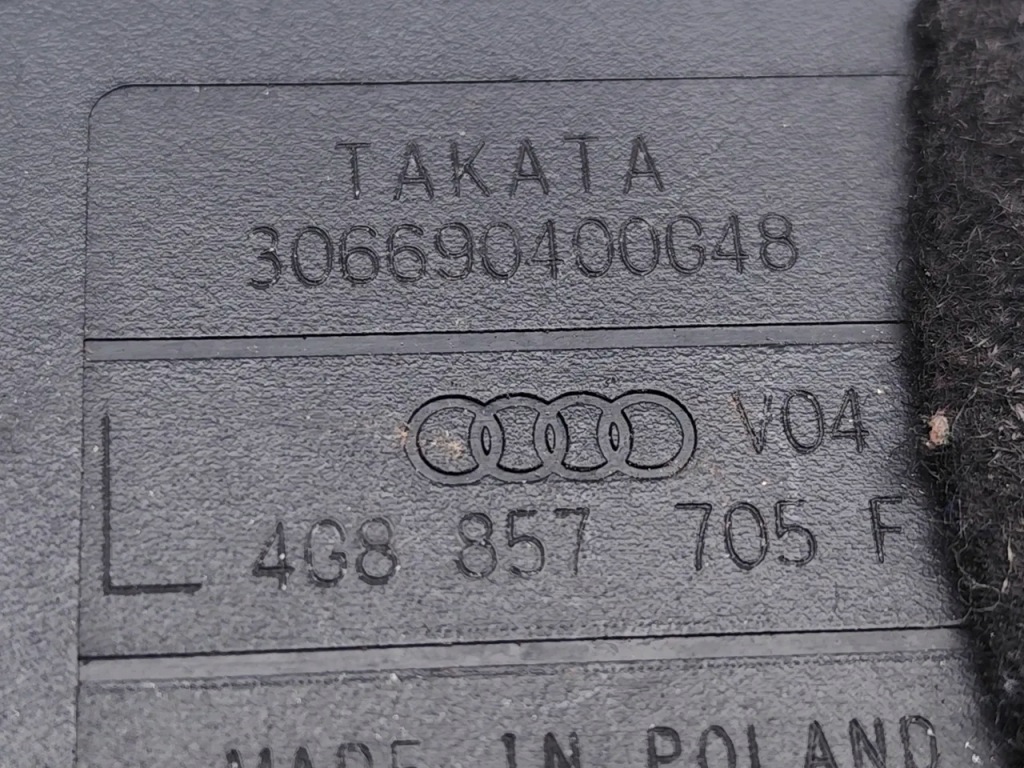 TAKATA
306690400G48
V04
L 4G8 857 705 F
MADE IN POLAND